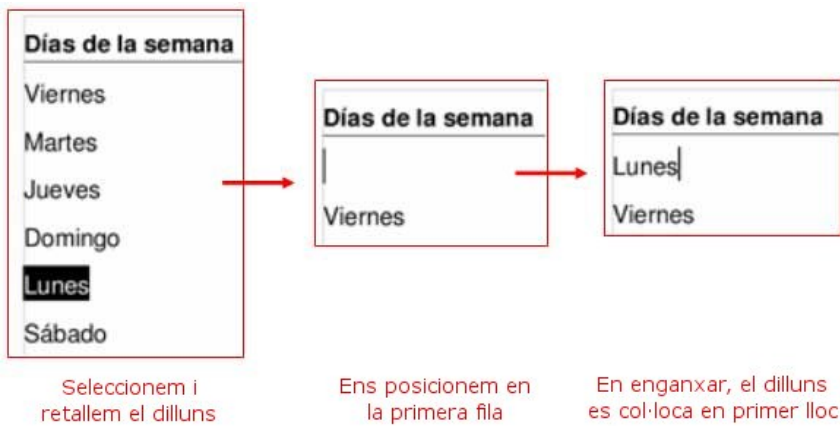 Días de la semana
Viernes
Martes
Jueves
Domingo
Lunes
Sábado
Seleccionem i
retallem el dilluns
Días de la semana
Viernes
Ens posicionem en
la primera fila
Días de la semana
Lunes
Viernes
En enganxar, el dilluns
es col·loca en primer lloc